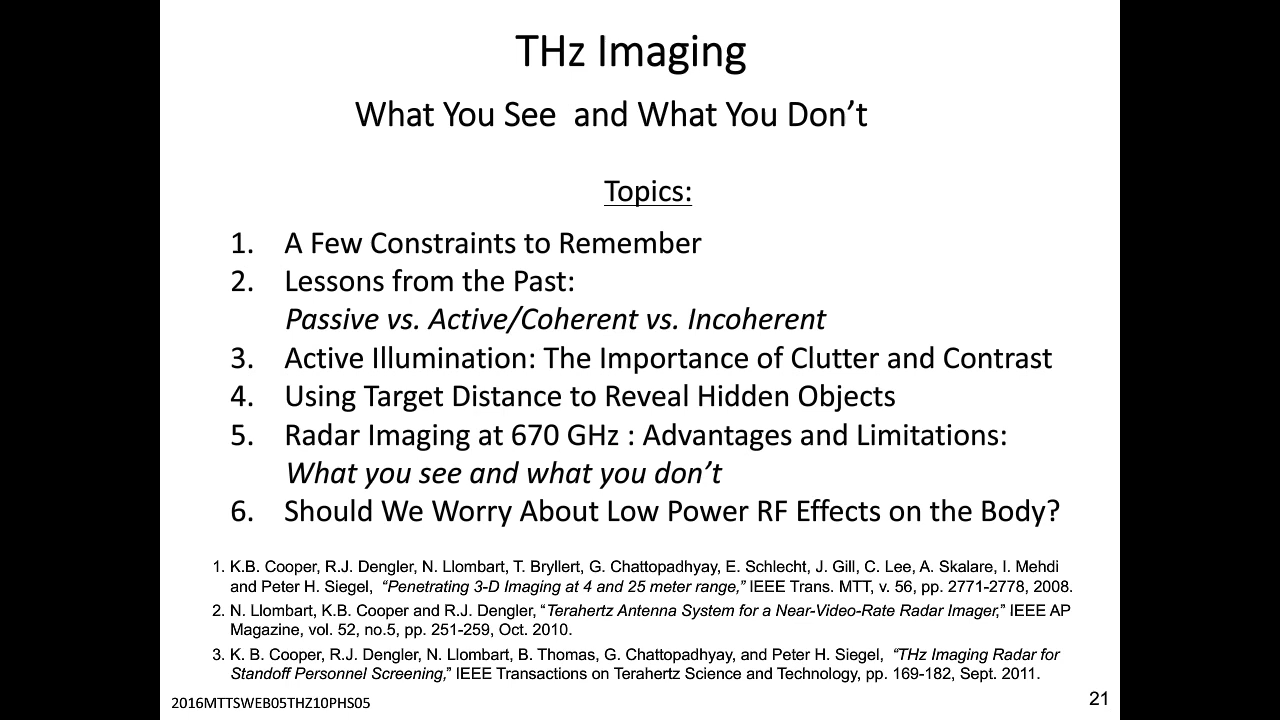 THz Imaging
What You See  and What You Don’t
Topics:
1. A Few Constraints to Remember
2. Lessons from the Past:
Passive vs. Active/Coherent vs. Incoherent
3. Active Illumination: The Importance of Clutter and Contrast
4. Using Target Distance to Reveal Hidden Objects
5. Radar Imaging at 670 GHz : Advantages and Limitations:
What you see and what you don’t
6. Should We Worry About Low Power RF Effects on the Body?
1. K.B. Cooper, R.J. Dengler, N. Llombart, T. Bryllert, G. Chattopadhyay, E. Schlecht, J. Gill, C. Lee, A. Skalare, I. Mehdi
and Peter H. Siegel, “Penetrating 3-D Imaging at 4 and 25 meter range,” IEEE Trans. MTT, v. 56, pp. 2771-2778, 2008.
2. N. Llombart, K.B. Cooper and R.J. Dengler, “Terahertz Antenna System for a Near-Video-Rate Radar Imager,” IEEE AP
Magazine, vol. 52, no.5, pp. 251-259, Oct. 2010.
3. K. B. Cooper, R.J. Dengler, N. Llombart, B. Thomas, G. Chattopadhyay, and Peter H. Siegel, “THz Imaging Radar for
Standoff Personnel Screening,” IEEE Transactions on Terahertz Science and Technology, pp. 169-182, Sept. 2011.
2016MTTSWEB05THZ10PHS05
21